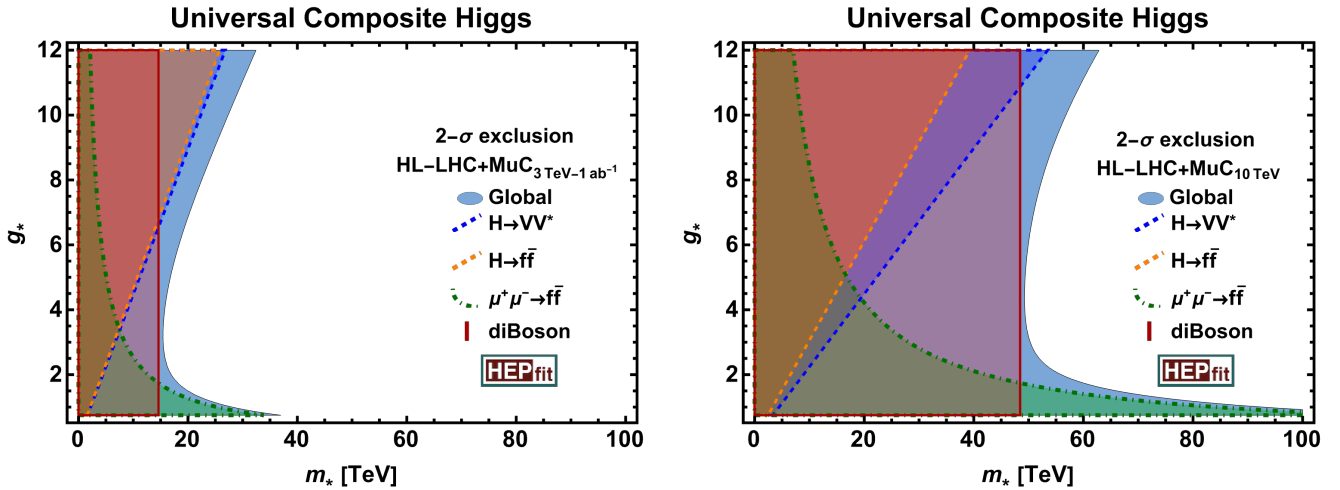 Universal Composite Higgs
12
10
8
6
4
2
g*
0
20
40
60
80
100
m* [TeV]
2-σ exclusion
HL-LHC+MuC3 TeV-1 ab⁻¹
Global
H→VV*
H→ff̄
μ⁺μ⁻→ff̄
diBoson
HEPfit
Universal Composite Higgs
12
10
8
6
4
2
g*
0
20
40
60
80
100
m* [TeV]
2-σ exclusion
HL-LHC+MuC10 TeV
Global
H→VV*
H→ff̄
μ⁺μ⁻→ff̄
diBoson
HEPfit